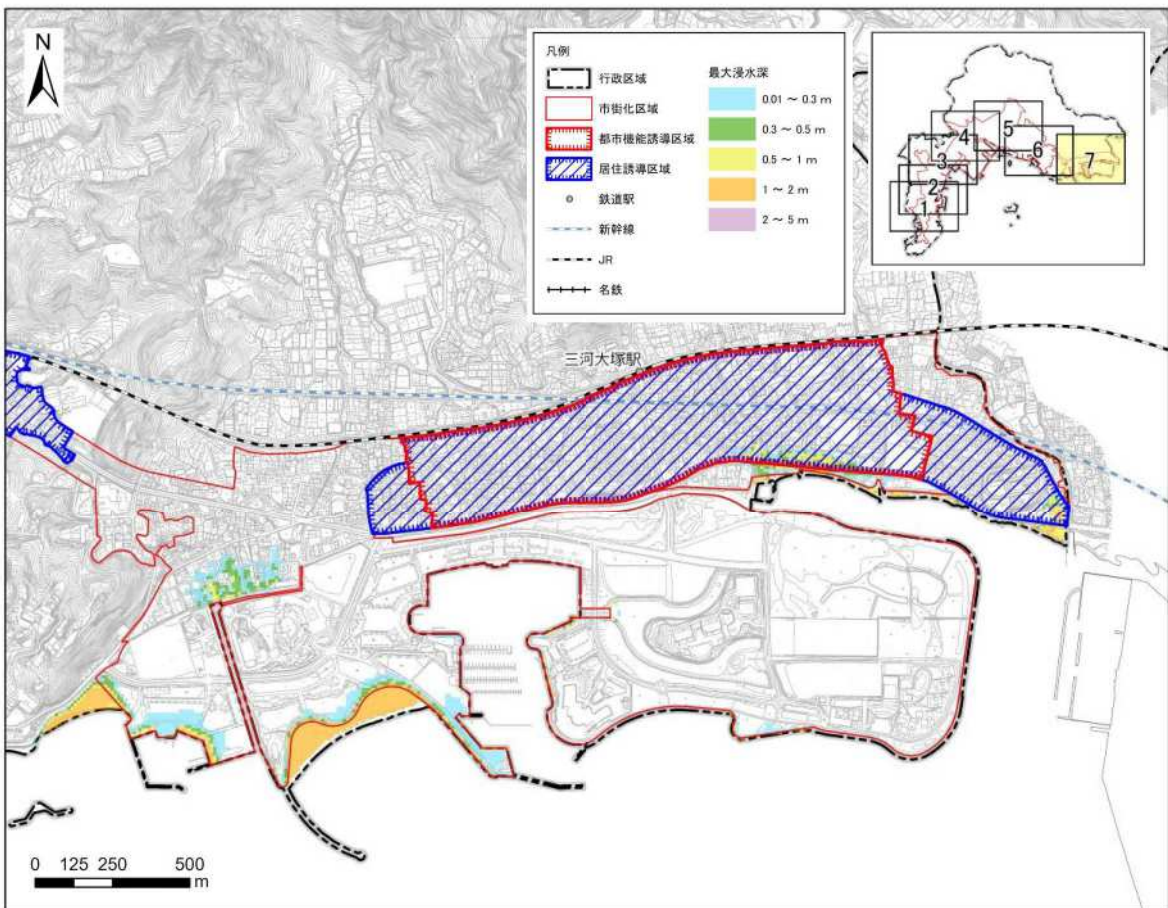 N
凡例
行政区域
市街化区域
都市機能誘導区域
居住誘導区域
鉄道駅
新幹線
JR
名鉄
最大浸水深
0.01 ～ 0.3 m
0.3 ～ 0.5 m
0.5 ～ 1 m
1 ～ 2 m
2 ～ 5 m
5
4
6
3
7
2
1
三河大塚駅
0 125 250 500
m